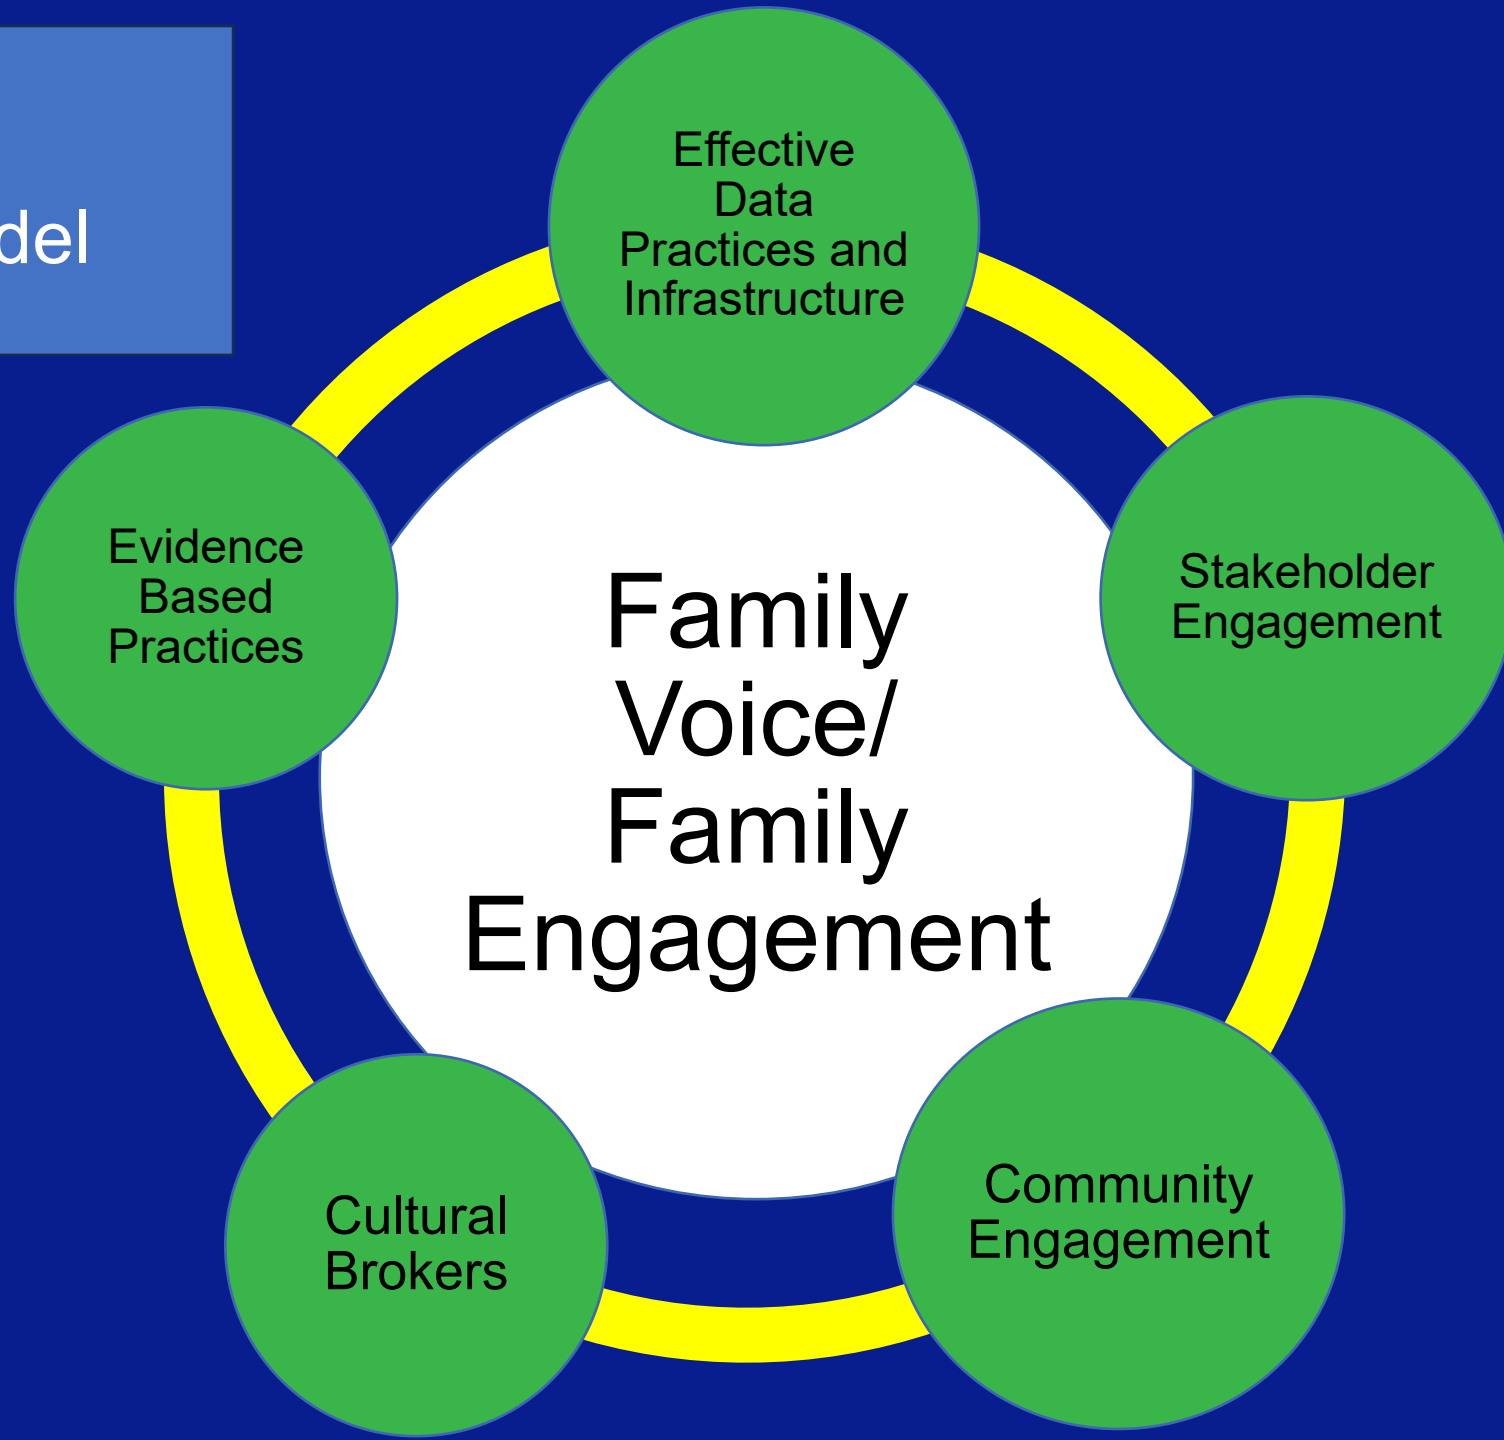 del
Effective
Data
Practices and
Infrastructure
Evidence
Based
Practices
Stakeholder
Engagement
Family
Voice/
Family
Engagement
Cultural
Brokers
Community
Engagement